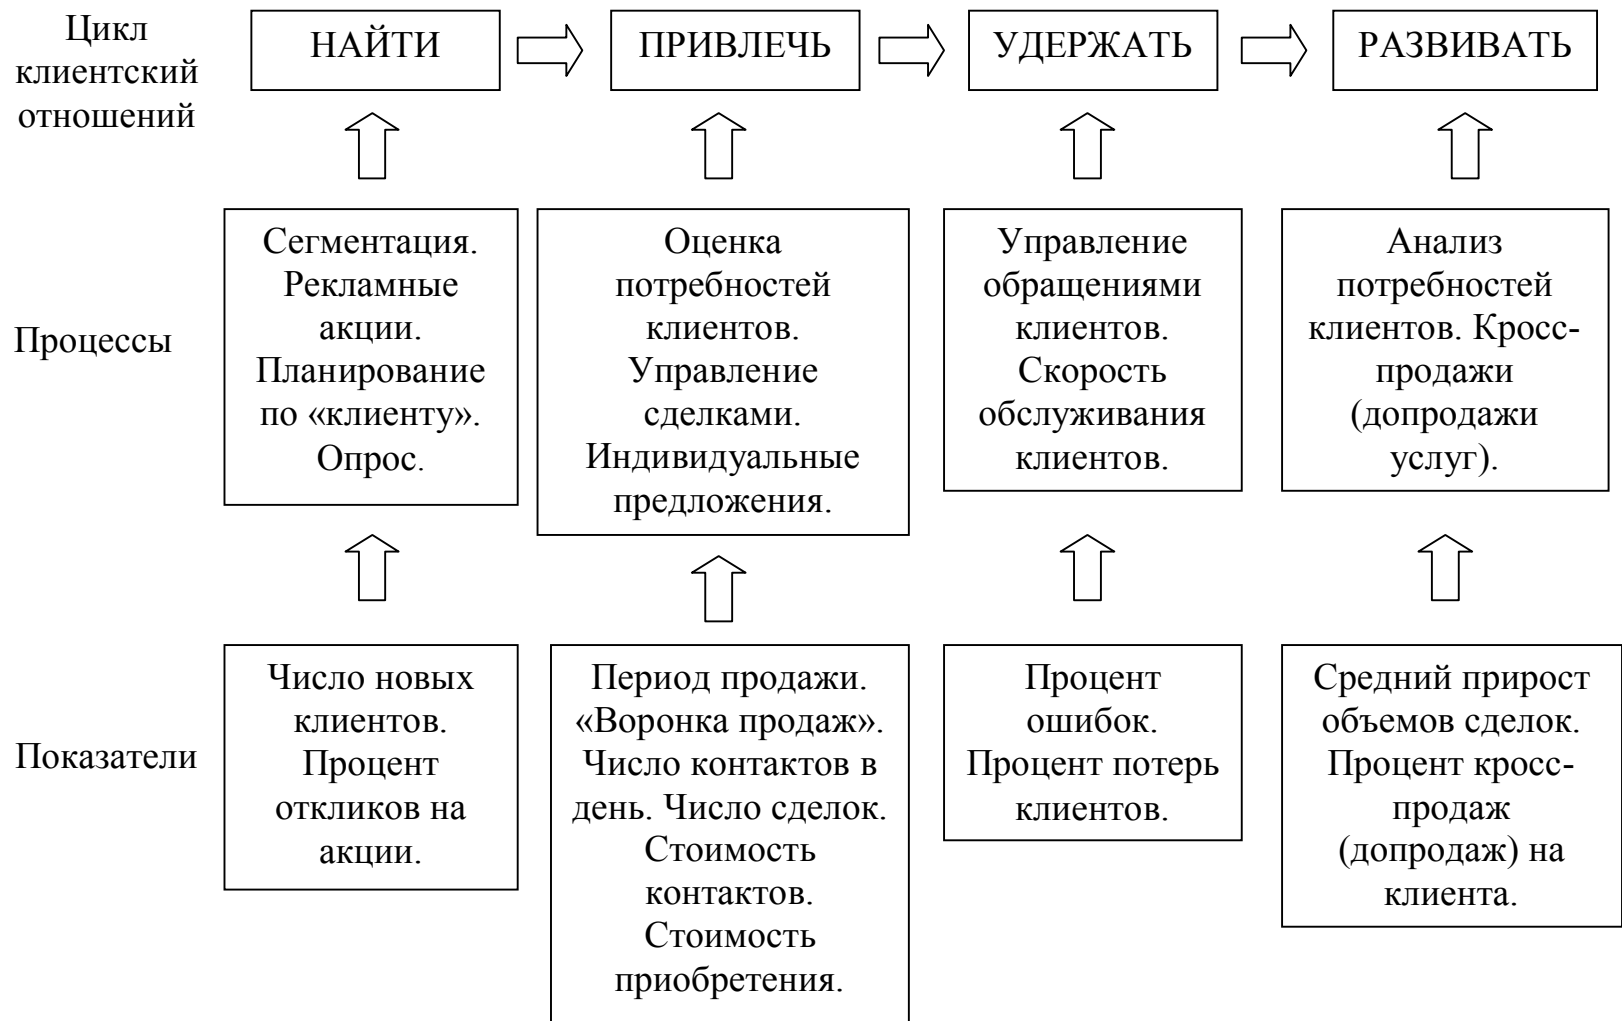 Цикл
клиентский
отношений
НАЙТИ
ПРИВЛЕЧЬ
УДЕРЖАТЬ
РАЗВИВАТЬ
Процессы
Сегментация.
Рекламные
акции.
Планирование
по «клиенту».
Опрос.
Оценка
потребностей
клиентов.
Управление
сделками.
Индивидуальные
предложения.
Управление
обращениями
клиентов.
Скорость
обслуживания
клиентов.
Анализ
потребностей
клиентов. Кросс-
продажи
(допродажи
услуг).
Показатели
Число новых
клиентов.
Процент
откликов на
акции.
Период продажи.
«Воронка продаж».
Число контактов в
день. Число сделок.
Стоимость
контактов.
Стоимость
приобретения.
Процент
ошибок.
Процент потерь
клиентов.
Средний прирост
объемов сделок.
Процент кросс-
продаж
(допродаж) на
клиента.